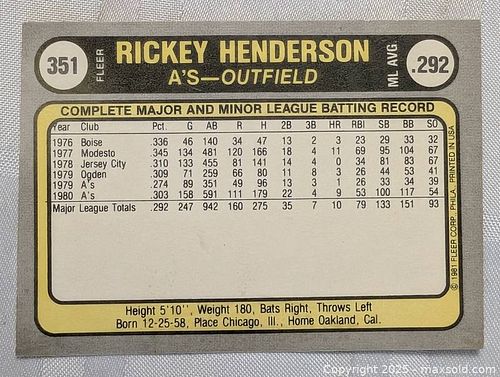 351
FLEER
RICKEY HENDERSON
A'S—OUTFIELD
ML AVG
.292
COMPLETE MAJOR AND MINOR LEAGUE BATTING RECORD
Year Club Pct. G AB R H 2B 3B HR RBI SB BB SO
1976 Boise .336 46 140 34 47 13 2 3 23 29 33 32
1977 Modesto .345 134 481 120 166 18 4 11 69 95 104 67
1978 Jersey City .310 133 455 81 141 14 4 0 34 81 83 67
1979 Ogden .309 71 259 66 80 11 8 3 26 44 53 41
1979 A's .274 89 351 49 96 13 3 1 26 33 34 39
1980 A's .303 158 591 111 179 22 4 9 53 100 117 54
Major League Totals .292 247 942 160 275 35 7 10 79 133 151 93
© 1981 FLEER CORP., PHILA. PRINTED IN USA
Height 5'10'', Weight 180, Bats Right, Throws Left
Born 12-25-58, Place Chicago, Ill., Home Oakland, Cal.
Copyright 2025 - maxsold.com